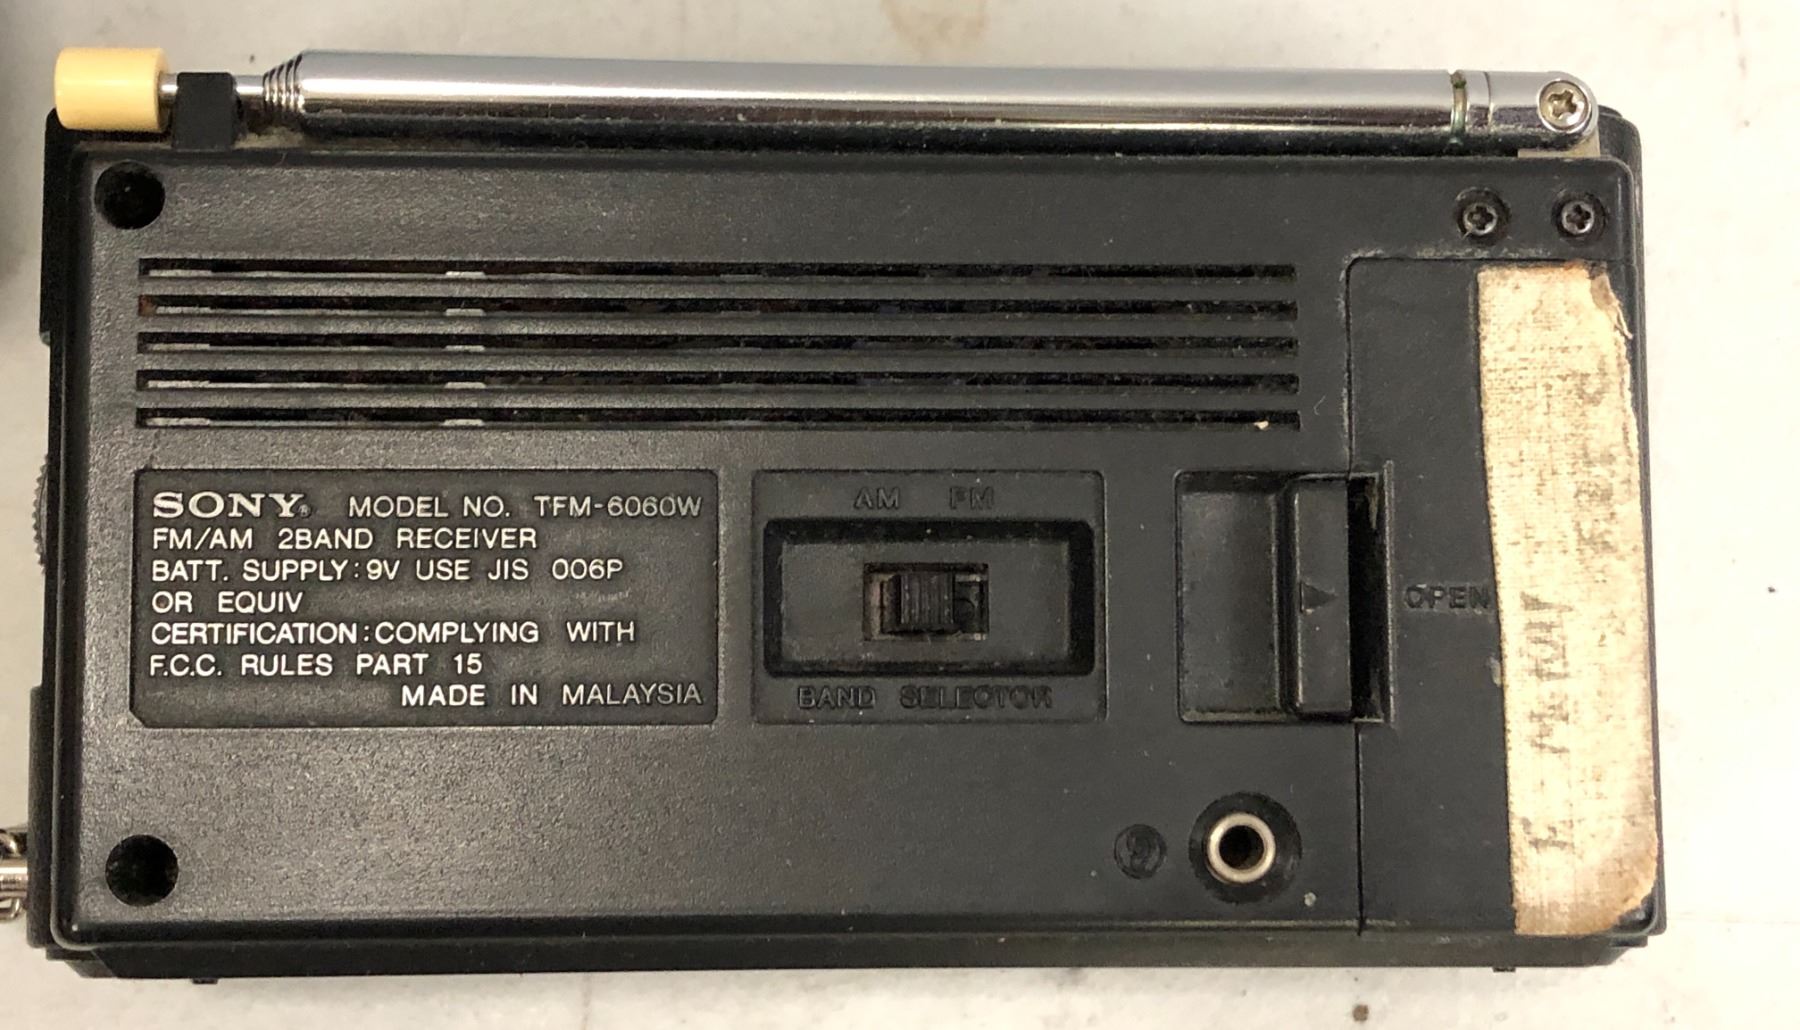 SONY® MODEL NO. TFM-6060W
FM/AM 2BAND RECEIVER
BATT. SUPPLY:9V USE JIS 006P
OR EQUIV
CERTIFICATION:COMPLYING WITH
F.C.C. RULES PART 15
MADE IN MALAYSIA
AM FM
BAND SELECTOR
OPEN